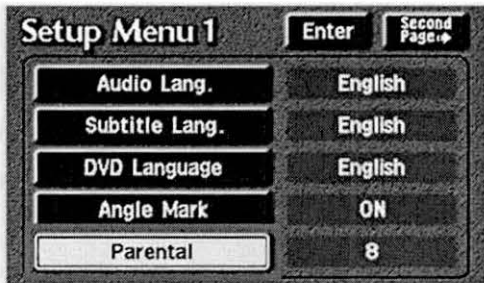 Setup Menu 1
Enter
Second
Page
Audio Lang. English
Subtitle Lang. English
DVD Language English
Angle Mark ON
Parental 8